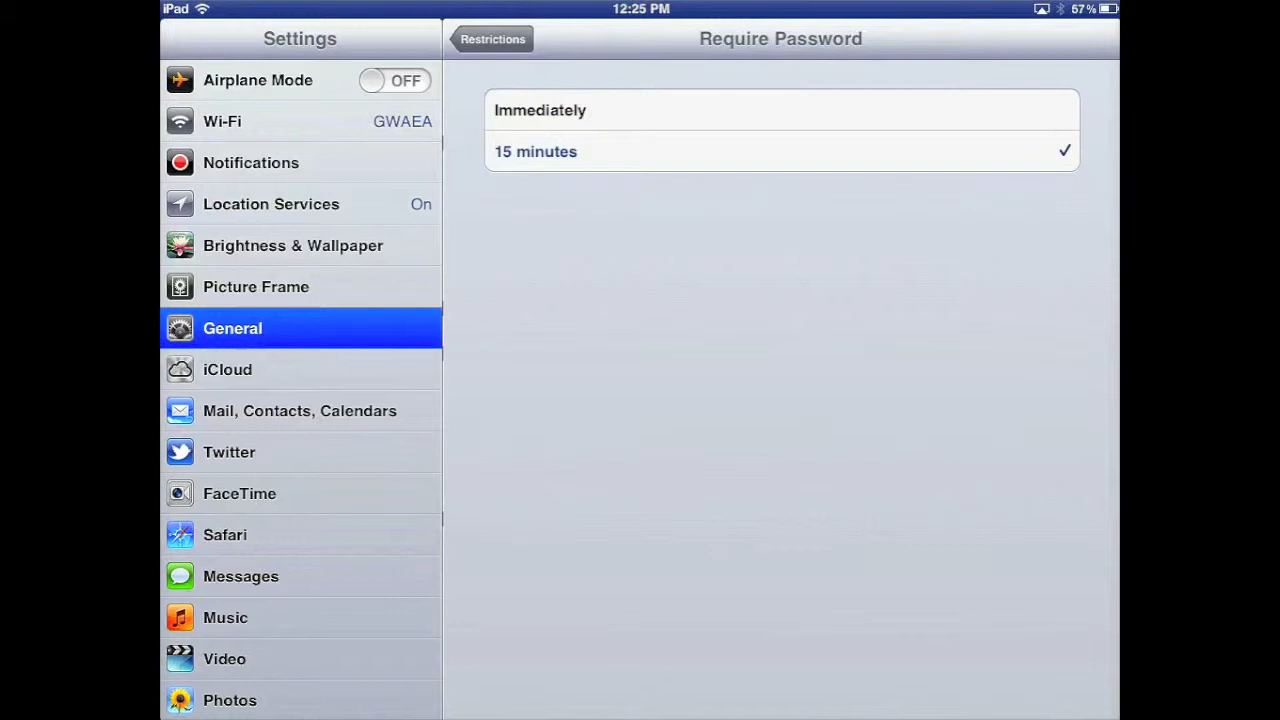 iPad
12:25 PM
67%
Settings
Restrictions
Require Password
Airplane Mode OFF
Wi-Fi GWAEA
Notifications
Location Services On
Brightness & Wallpaper
Picture Frame
General
iCloud
Mail, Contacts, Calendars
Twitter
FaceTime
Safari
Messages
Music
Video
Photos
Immediately
15 minutes